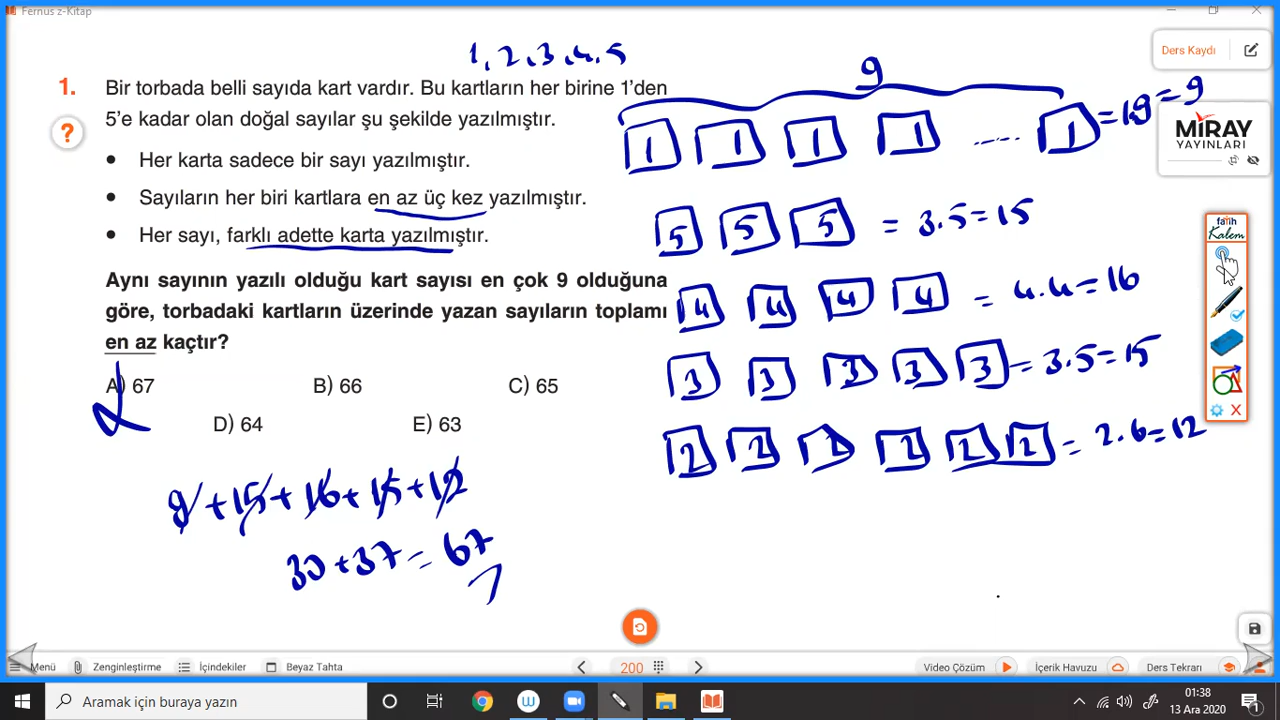 Fernus z-Kitap
1, 2, 3, 4, 5
1. Bir torbada belli sayıda kart vardır. Bu kartların her birine 1'den
5'e kadar olan doğal sayılar şu şekilde yazılmıştır.
?
• Her karta sadece bir sayı yazılmıştır.
• Sayıların her biri kartlara en az üç kez yazılmıştır.
• Her sayı, farklı adette karta yazılmıştır.
Aynı sayının yazılı olduğu kart sayısı en çok 9 olduğuna
göre, torbadaki kartların üzerinde yazan sayıların toplamı
en az kaçtır?
A) 67 B) 66 C) 65
D) 64 E) 63
9 + 15 + 16 + 15 + 12
30 + 37 = 67
9
1 1 1 1 ..... 1 = 1.9 = 9
5 5 5 = 3.5 = 15
4 4 4 4 = 4.4 = 16
3 3 3 3 3 = 3.5 = 15
2 2 2 2 2 2 = 2.6 = 12
Ders Kaydı
MİRAY
YAYINLARI
fatih
Kalem
Menü Zenginleştirme İçindekiler Beyaz Tahta 200 Video Çözüm İçerik Havuzu Ders Tekrarı
Aramak için buraya yazın
01:38
13 Ara 2020
1